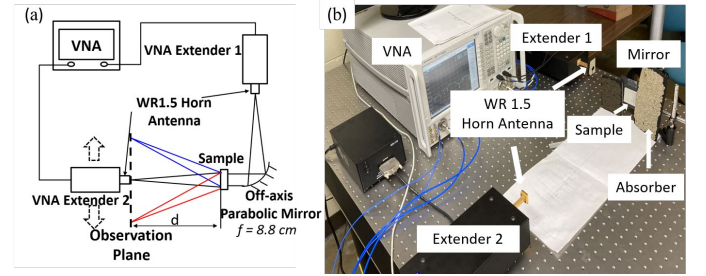 (a)
VNA
VNA Extender 1
WR1.5 Horn
Antenna
Sample
VNA Extender 2
Off-axis
Parabolic Mirror
f = 8.8 cm
d
Observation
Plane
(b)
VNA
Extender 1
Mirror
WR 1.5
Horn Antenna
Sample
Absorber
Extender 2